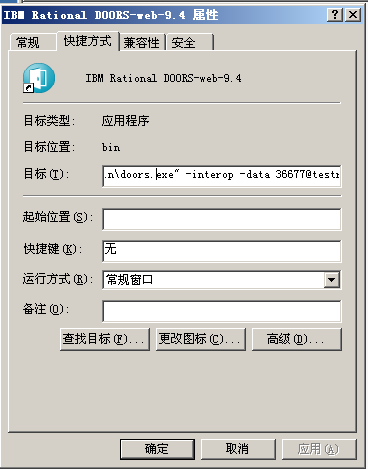 IBM Rational DOORS-web-9.4 属性
常规 快捷方式 兼容性 安全
IBM Rational DOORS-web-9.4
目标类型: 应用程序
目标位置: bin
目标(T): .n\doors.exe" -interop -data 36677@test
起始位置(S):
快捷键(K): 无
运行方式(R): 常规窗口
备注(O):
查找目标(F)... 更改图标(C)... 高级(D)...
确定 取消 应用(A)